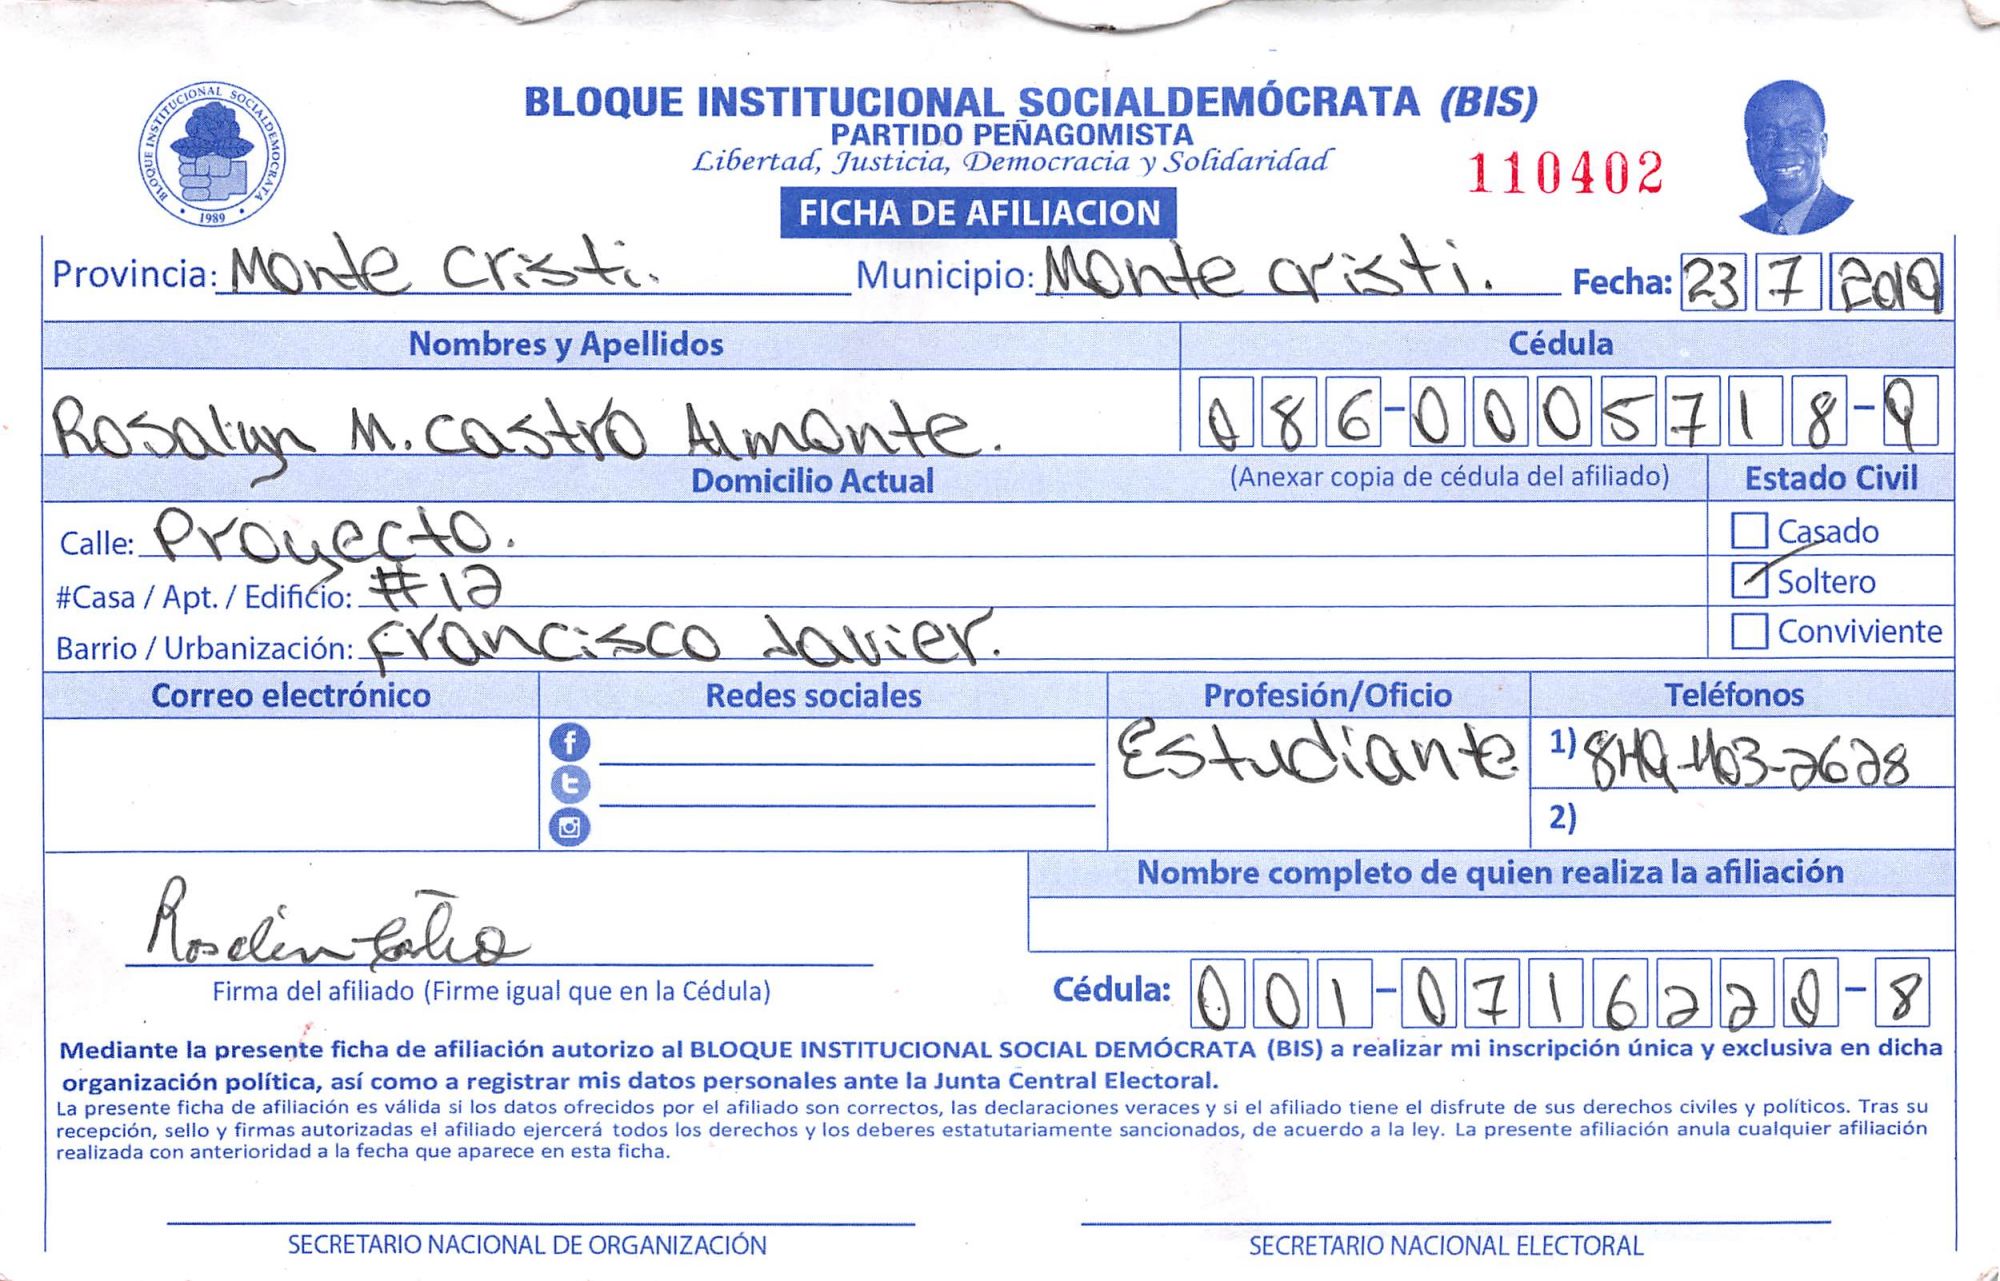 BLOQUE INSTITUCIONAL SOCIALDEMÓCRATA (BIS)
PARTIDO PEÑAGOMISTA
Libertad, Justicia, Democracia y Solidaridad
110402
BLOQUE INSTITUCIONAL SOCIALDEMOCRATA
1989
FICHA DE AFILIACION
Provincia: Monte Cristi. Municipio: Monte Cristi. Fecha: 23 7 2019
Nombres y Apellidos Cédula
Rosalyn M. Castro Almonte. 086-0005718-9
Domicilio Actual (Anexar copia de cédula del afiliado) Estado Civil
Calle: Proyecto. Casado
#Casa / Apt. / Edificio: #12 Soltero
Barrio / Urbanización: Francisco Javier. Conviviente
Correo electrónico Redes sociales Profesión/Oficio Teléfonos
Estudiante. 1) 849-403-2628
2)
Nombre completo de quien realiza la afiliación
Firma del afiliado (Firme igual que en la Cédula) Cédula: 001-0716220-8
Mediante la presente ficha de afiliación autorizo al BLOQUE INSTITUCIONAL SOCIAL DEMÓCRATA (BIS) a realizar mi inscripción única y exclusiva en dicha
organización política, así como a registrar mis datos personales ante la Junta Central Electoral.
La presente ficha de afiliación es válida si los datos ofrecidos por el afiliado son correctos, las declaraciones veraces y si el afiliado tiene el disfrute de sus derechos civiles y políticos. Tras su
recepción, sello y firmas autorizadas el afiliado ejercerá todos los derechos y los deberes estatutariamente sancionados, de acuerdo a la ley. La presente afiliación anula cualquier afiliación
realizada con anterioridad a la fecha que aparece en esta ficha.
SECRETARIO NACIONAL DE ORGANIZACIÓN SECRETARIO NACIONAL ELECTORAL